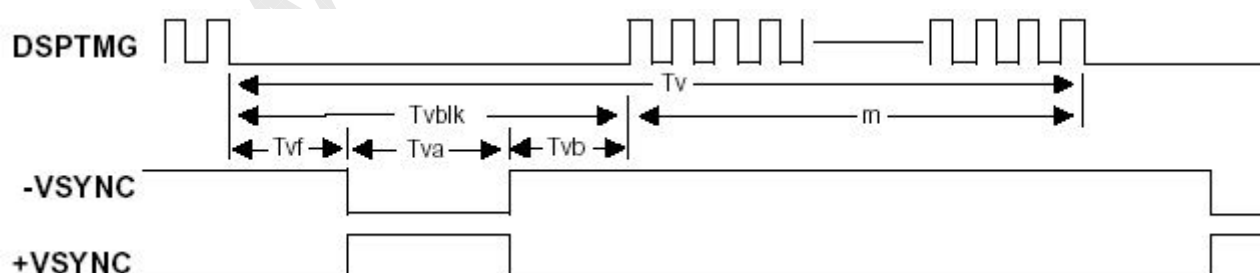 DSPTMG
Tv
Tvblk
m
Tvf
Tva
Tvb
-VSYNC
+VSYNC